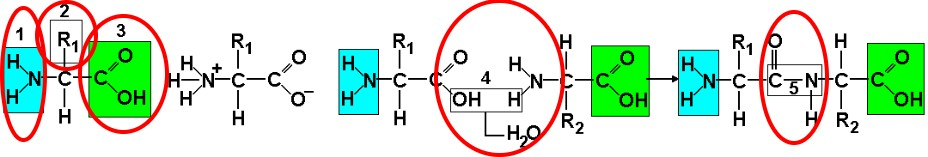 1 2 3
R1
H O
N C C
H OH
H
R1
H + O
H N C C
H O−
H
R1
H O
N C C
H OH
H
4
H2O
H
H O
N C C
H OH
R2
R1 O H
H O
N C C N C C
H 5 H OH
H R2